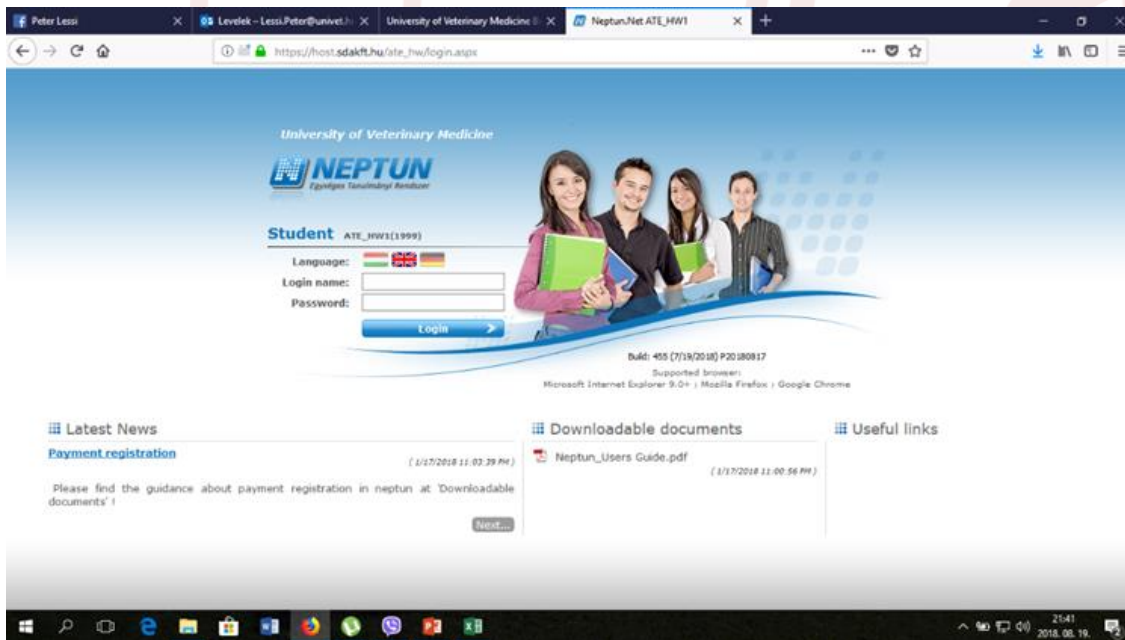 Peter Lessi
Levelek – Lessi.Peter@univet.h
University of Veterinary Medicine
Neptun.Net ATE_HW1
https://host.sdakft.hu/ate_hw/login.aspx
University of Veterinary Medicine
NEPTUN
Egységes Tanulmányi Rendszer
Student ATE_HW1(1999)
Language:
Login name:
Password:
Login
Build: 455 (7/19/2018) P20180817
Supported browser:
Microsoft Internet Explorer 9.0+ ; Mozilla Firefox ; Google Chrome
Latest News
Payment registration
( 1/17/2018 11:03:39 PM )
Please find the guidance about payment registration in neptun at 'Downloadable
documents' !
Next...
Downloadable documents
Neptun_Users Guide.pdf
( 1/17/2018 11:00:56 PM )
Useful links
21:41
2018. 08. 19.